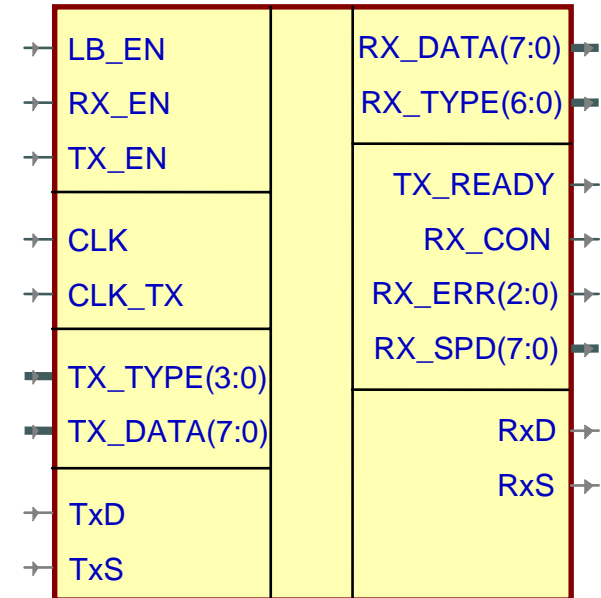 LB_EN
RX_EN
TX_EN
CLK
CLK_TX
TX_TYPE(3:0)
TX_DATA(7:0)
TxD
TxS
RX_DATA(7:0)
RX_TYPE(6:0)
TX_READY
RX_CON
RX_ERR(2:0)
RX_SPD(7:0)
RxD
RxS